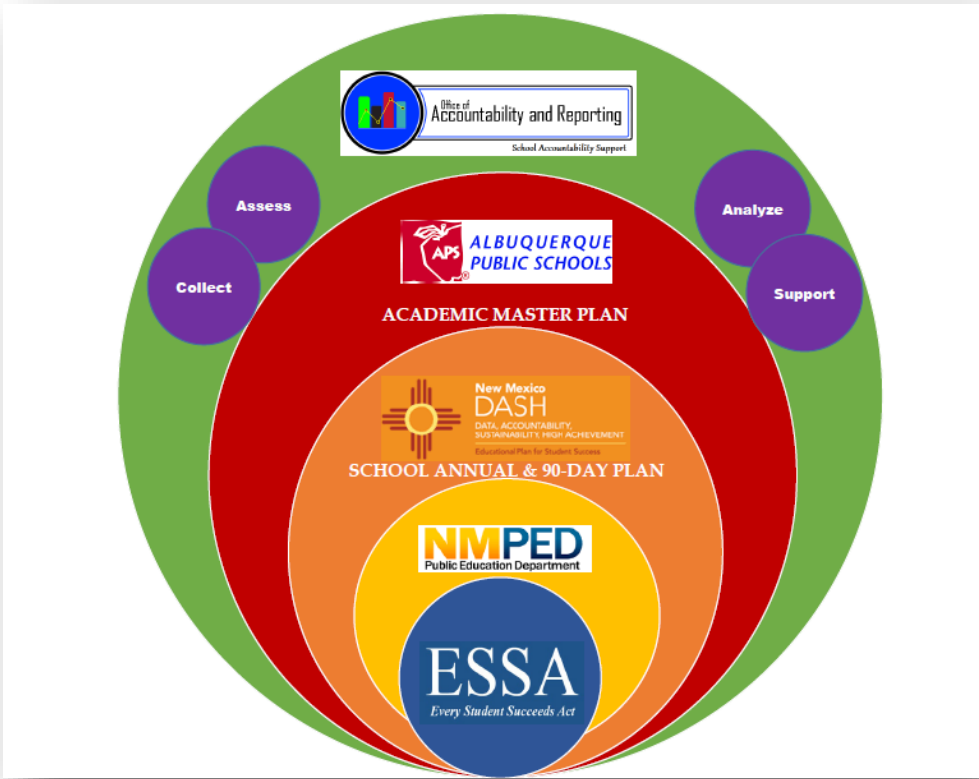 Office of
Accountability and Reporting
School Accountability Support
Assess
Collect
Analyze
Support
APS
®
ALBUQUERQUE
PUBLIC SCHOOLS
ACADEMIC MASTER PLAN
New Mexico
DASH
DATA, ACCOUNTABILITY,
SUSTAINABILITY, HIGH ACHIEVEMENT
Educational Plan for Student Success
SCHOOL ANNUAL & 90-DAY PLAN
NMPED
Public Education Department
ESSA
Every Student Succeeds Act